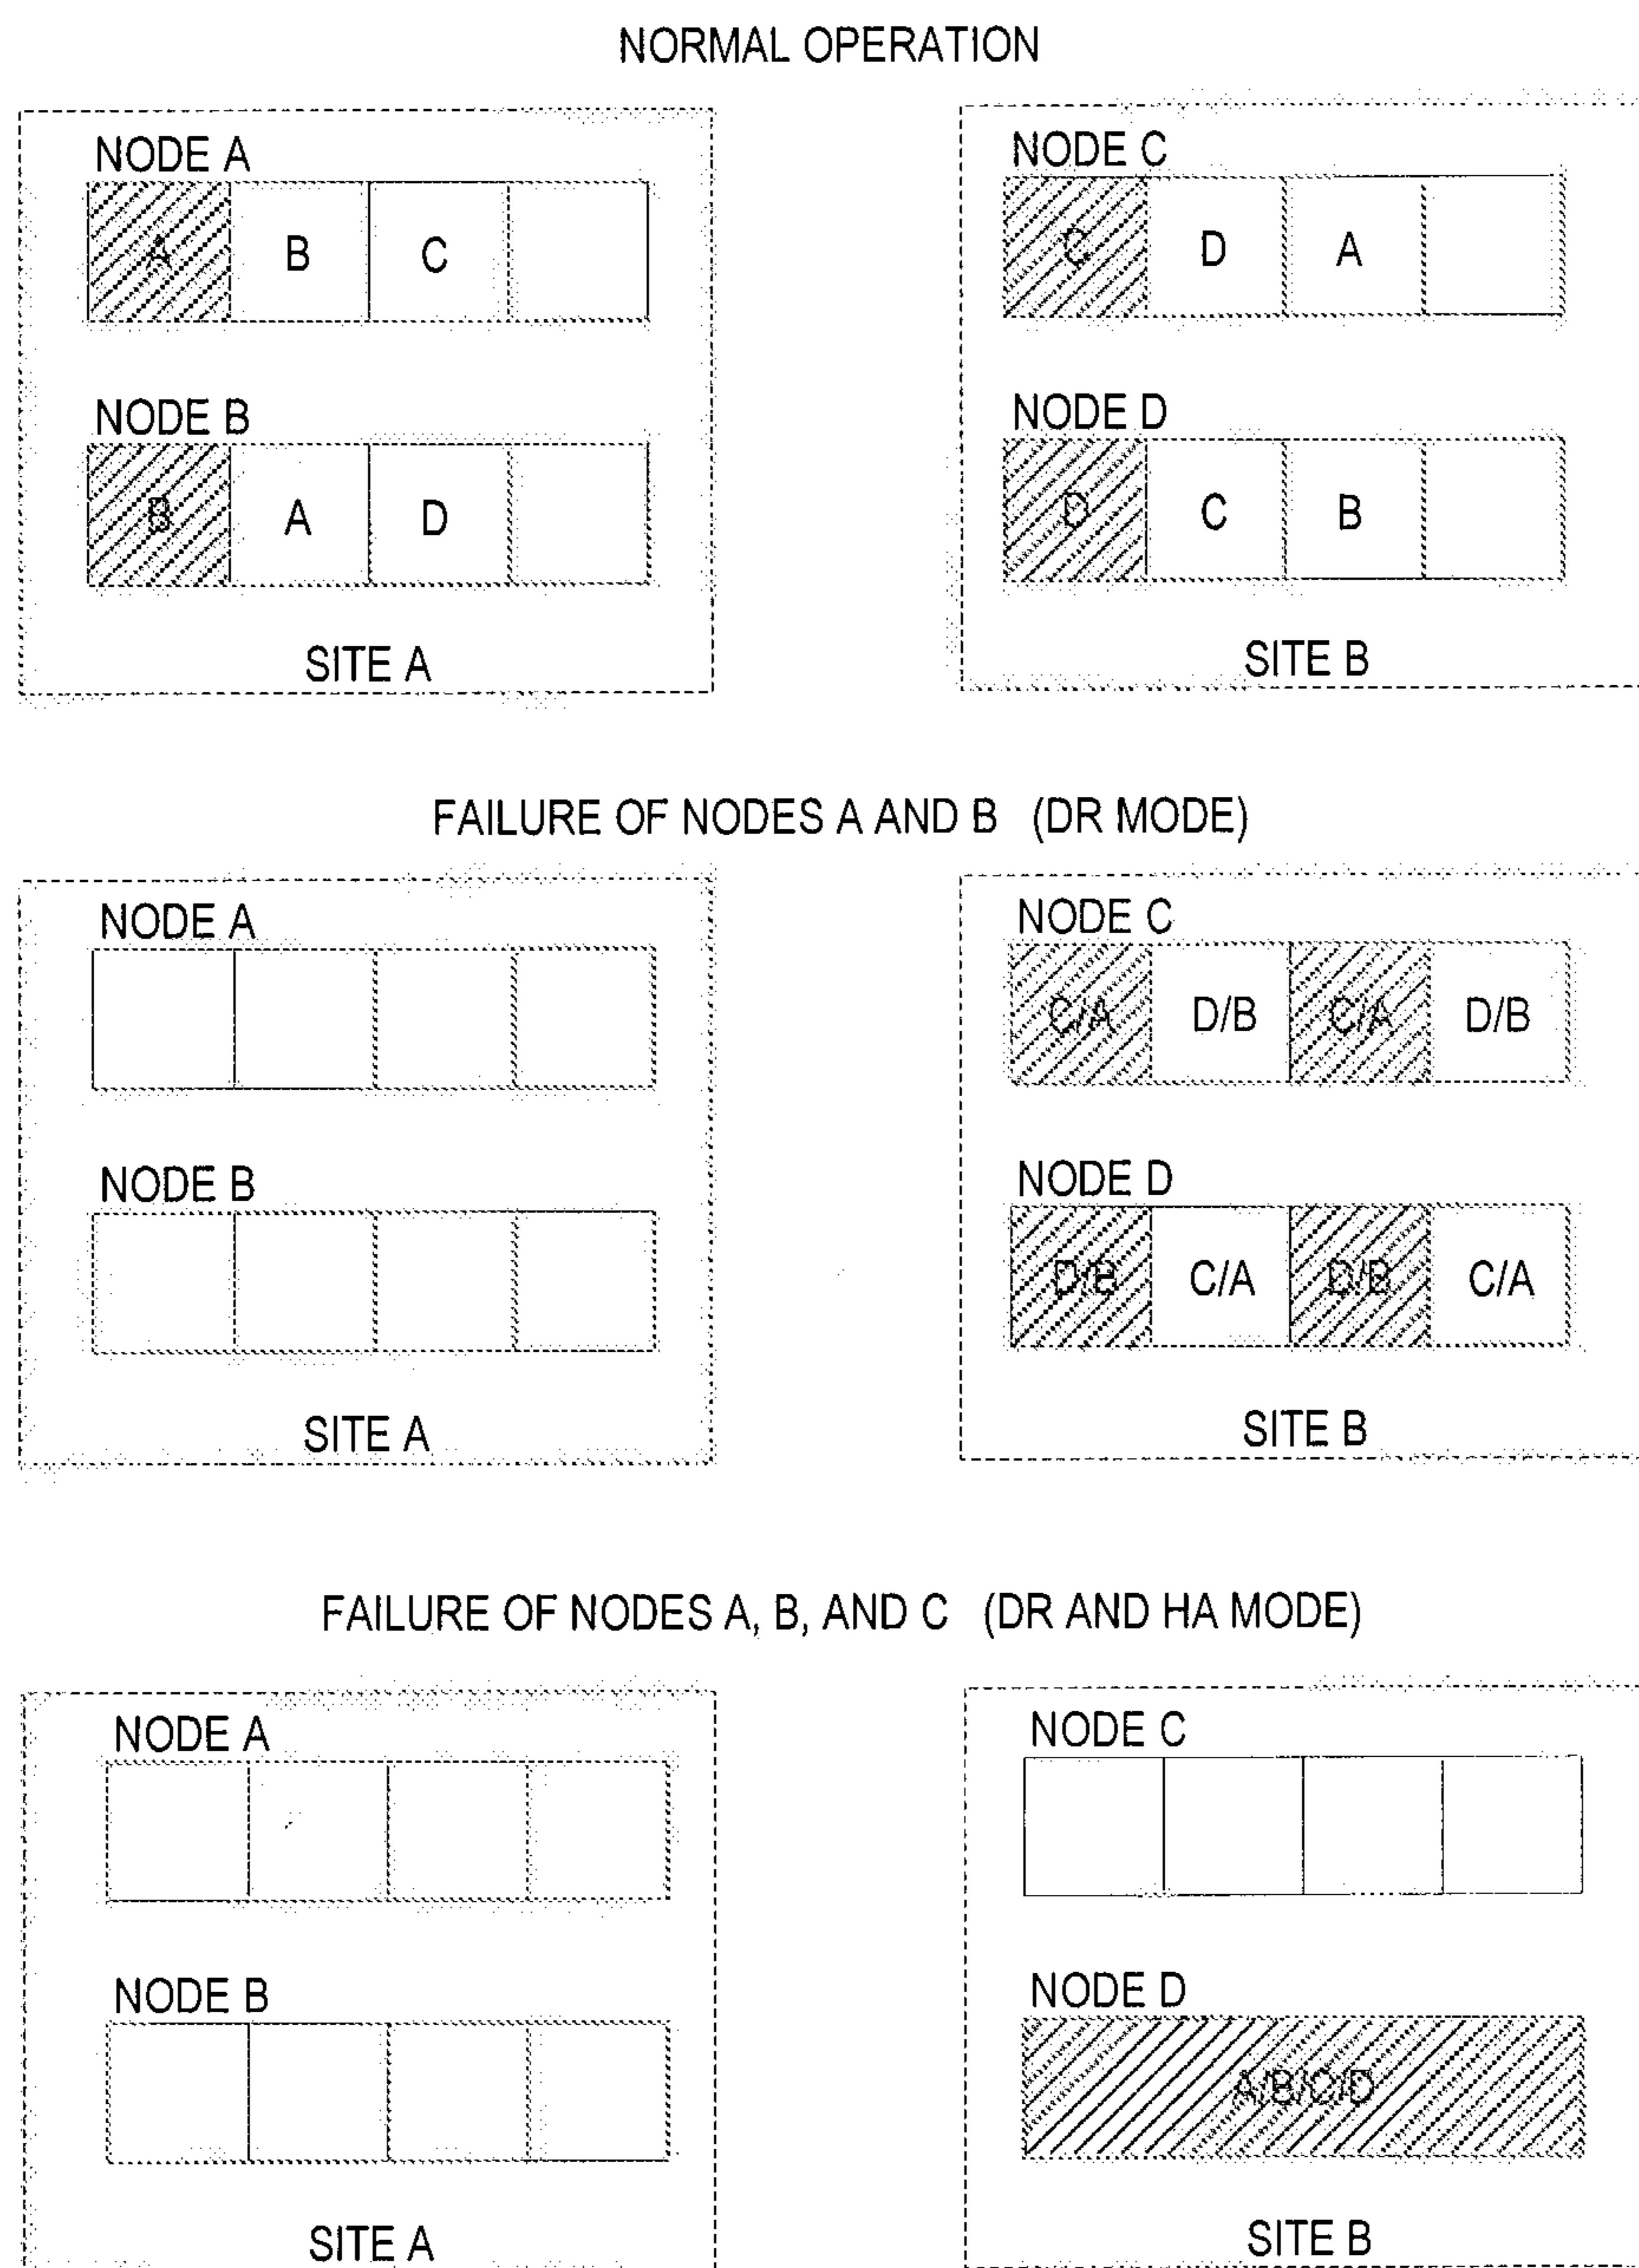 NORMAL OPERATION
NODE A
A B C
NODE B
B A D
SITE A
NODE C
C D A
NODE D
D C B
SITE B
FAILURE OF NODES A AND B (DR MODE)
NODE A
NODE B
SITE A
NODE C
C/A D/B C/A D/B
NODE D
D/B C/A D/B C/A
SITE B
FAILURE OF NODES A, B, AND C (DR AND HA MODE)
NODE A
NODE B
SITE A
NODE C
NODE D
A/B/C/D
SITE B